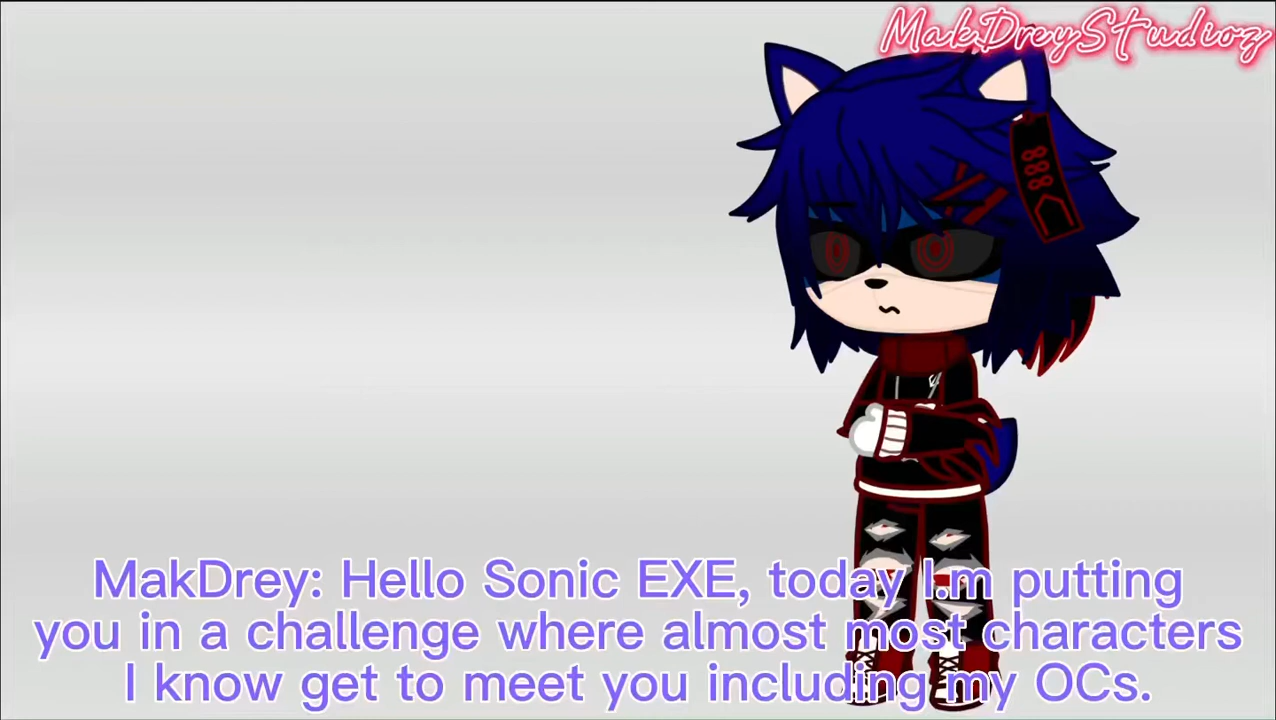 MakDreyStudioz
888
MakDrey: Hello Sonic EXE, today I.m putting
you in a challenge where almost most characters
I know get to meet you including my OCs.